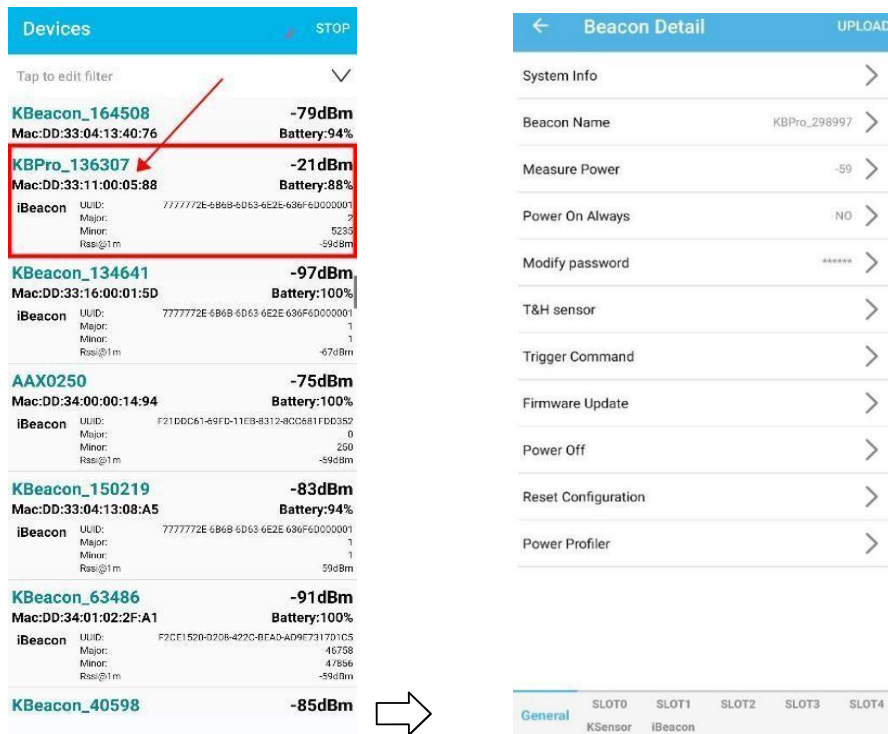 Devices STOP
Tap to edit filter
KBeacon_164508 -79dBm
Mac:DD:33:04:13:40:76 Battery:94%
KBPro_136307 -21dBm
Mac:DD:33:11:00:05:88 Battery:88%
iBeacon UUID: 7777772E-6B6B-6D63-6E2E-636F6D000001
Major: 2
Minor: 5235
Rssi@1m -59dBm
KBeacon_134641 -97dBm
Mac:DD:33:16:00:01:5D Battery:100%
iBeacon UUID: 7777772E-6B6B-6D63-6E2E-636F6D000001
Major: 1
Minor: 1
Rssi@1m -67dBm
AAX0250 -75dBm
Mac:DD:34:00:00:14:94 Battery:100%
iBeacon UUID: F21DDC61-69FD-11EB-8312-8CC681FDD352
Major: 0
Minor: 250
Rssi@1m -59dBm
KBeacon_150219 -83dBm
Mac:DD:33:04:13:08:A5 Battery:94%
iBeacon UUID: 7777772E-6B6B-6D63-6E2E-636F6D000001
Major: 1
Minor: 1
Rssi@1m 59dBm
KBeacon_63486 -91dBm
Mac:DD:34:01:02:2F:A1 Battery:100%
iBeacon UUID: F2CE1520-0208-422C-BEA0-AD9E731701C5
Major: 46758
Minor: 47856
Rssi@1m -59dBm
KBeacon_40598 -85dBm
Beacon Detail UPLOAD
System Info
Beacon Name KBPro_298997
Measure Power -59
Power On Always NO
Modify password ******
T&H sensor
Trigger Command
Firmware Update
Power Off
Reset Configuration
Power Profiler
General SLOT0 SLOT1 SLOT2 SLOT3 SLOT4
KSensor iBeacon